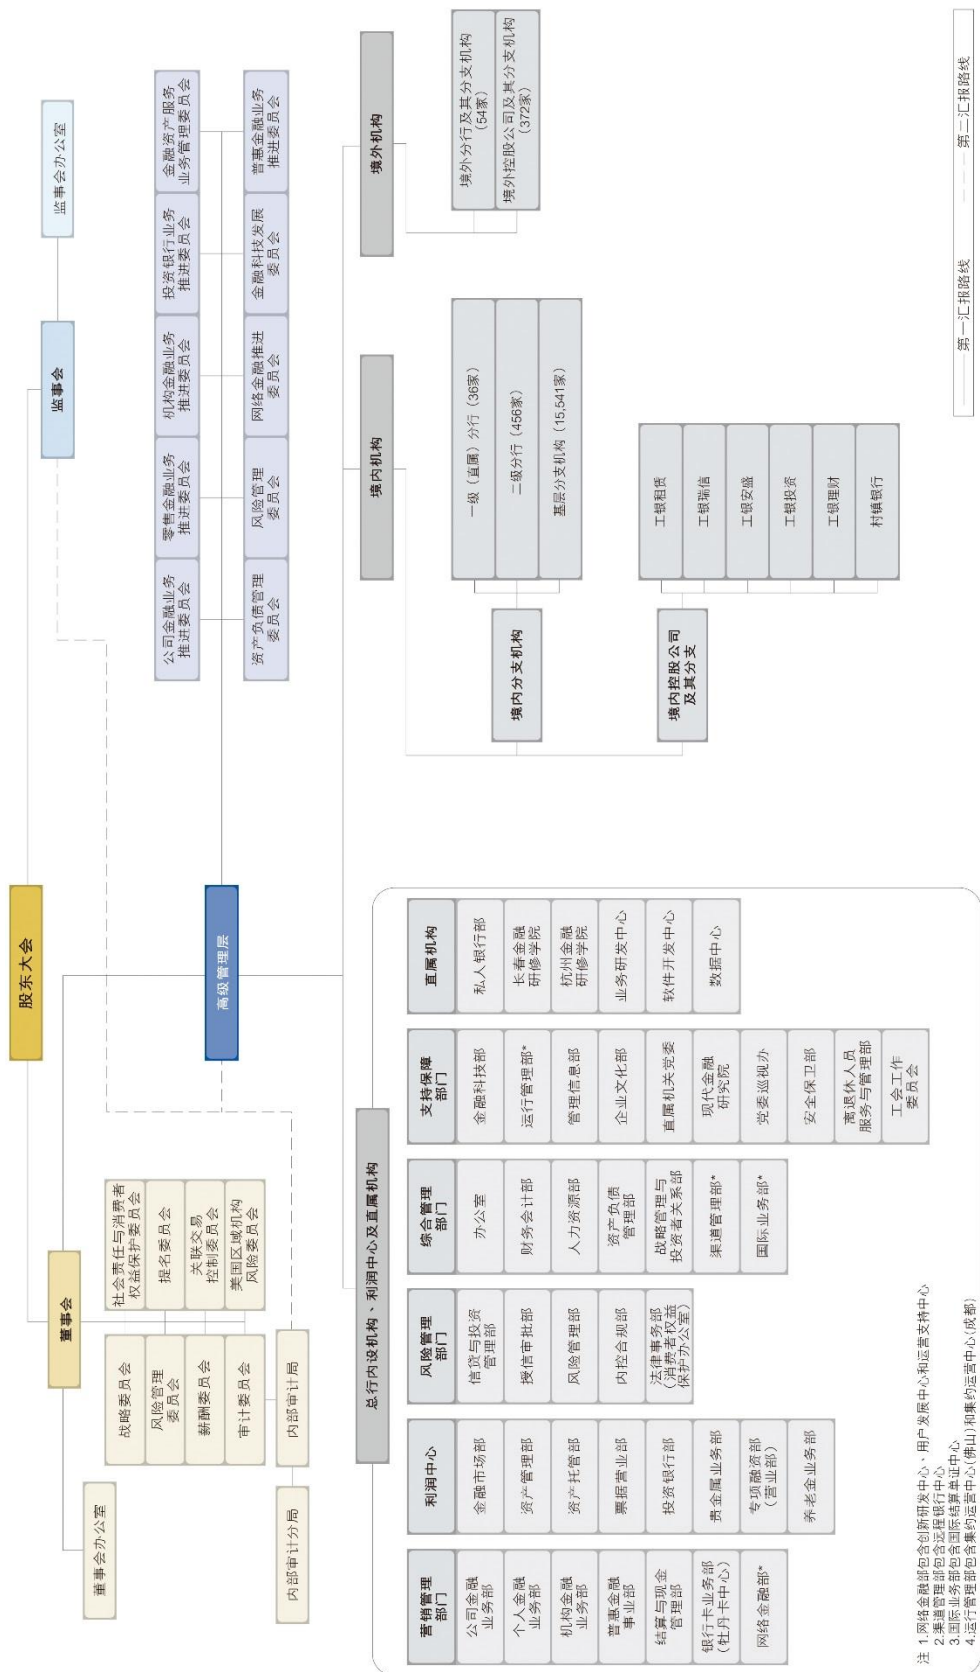 股东大会
董事会
监事会
董事会办公室
监事会办公室
战略委员会
社会责任与消费者
权益保护委员会
风险管理
委员会
提名委员会
薪酬委员会
关联交易
控制委员会
审计委员会
美国区域机构
风险委员会
内部审计局
内部审计分局
高级管理层
公司金融业务
推进委员会
零售金融业务
推进委员会
机构金融业务
推进委员会
投资银行业务
推进委员会
金融资产服务
业务管理委员会
资产负债管理
委员会
风险管理
委员会
网络金融推进
委员会
金融科技发展
委员会
普惠金融业务
推进委员会
总行内设机构、利润中心及直属机构
境内机构
境外机构
营销管理
部门
公司金融
业务部
个人金融
业务部
机构金融
业务部
普惠金融
事业部
结算与现金
管理部
银行卡业务部
(牡丹卡中心)
网络金融部*
利润中心
金融市场部
资产管理部
资产托管部
票据营业部
投资银行部
贵金属业务部
专项融资部
(营业部)
养老金业务部
风险管理
部门
信贷与投资
管理部
授信审批部
风险管理部
内控合规部
法律事务部
(消费者权益
保护办公室)
综合管理
部门
办公室
财务会计部
人力资源部
资产负债
管理部
战略管理与
投资者关系部
渠道管理部*
国际业务部*
支持保障
部门
金融科技部
运行管理部*
管理信息部
企业文化部
直属机关党委
现代金融
研究院
党委巡视办
安全保卫部
离退休人员
服务与管理部
工会工作
委员会
直属机构
私人银行部
长春金融
研修学院
杭州金融
研修学院
业务研发中心
软件开发中心
数据中心
境内分支机构
一级(直属)分行(36家)
二级分行(456家)
基层分支机构(15,541家)
境内控股公司
及其分支
工银租赁
工银瑞信
工银安盛
工银投资
工银理财
村镇银行
境外分行及其分支机构
(54家)
境外控股公司及其分支机构
(372家)
注 1.网络金融部包含创新研发中心、用户发展中心和运营支持中心
2.渠道管理部包含远程银行中心
3.国际业务部包含国际结算单证中心
4.运行管理部包含集约运营中心(佛山)和集约运营中心(成都)
第一汇报路线
第二汇报路线